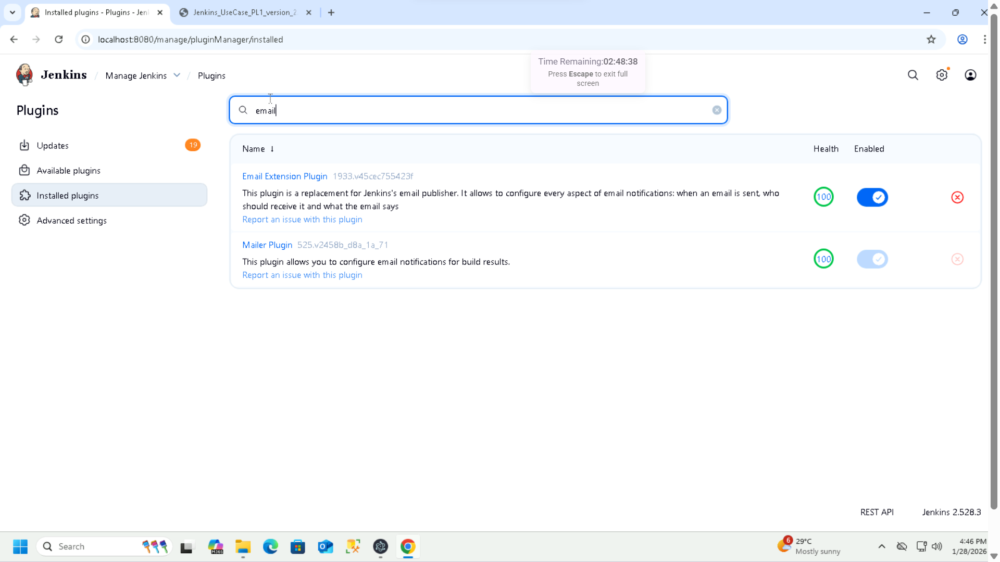 Installed plugins - Plugins - Jen
Jenkins_UseCase_PL1_version_2
localhost:8080/manage/pluginManager/installed
Time Remaining:02:48:38
Press Escape to exit full
screen
Jenkins / Manage Jenkins / Plugins
Plugins
email
Updates 19
Available plugins
Installed plugins
Advanced settings
Name ↓ Health Enabled
Email Extension Plugin 1933.v45cec755423f
This plugin is a replacement for Jenkins's email publisher. It allows to configure every aspect of email notifications: when an email is sent, who
should receive it and what the email says
Report an issue with this plugin
100
Mailer Plugin 525.v2458b_d8a_1a_71
This plugin allows you to configure email notifications for build results.
Report an issue with this plugin
100
REST API Jenkins 2.528.3
Search
M365
6
29°C
Mostly sunny
4:46 PM
1/28/2026